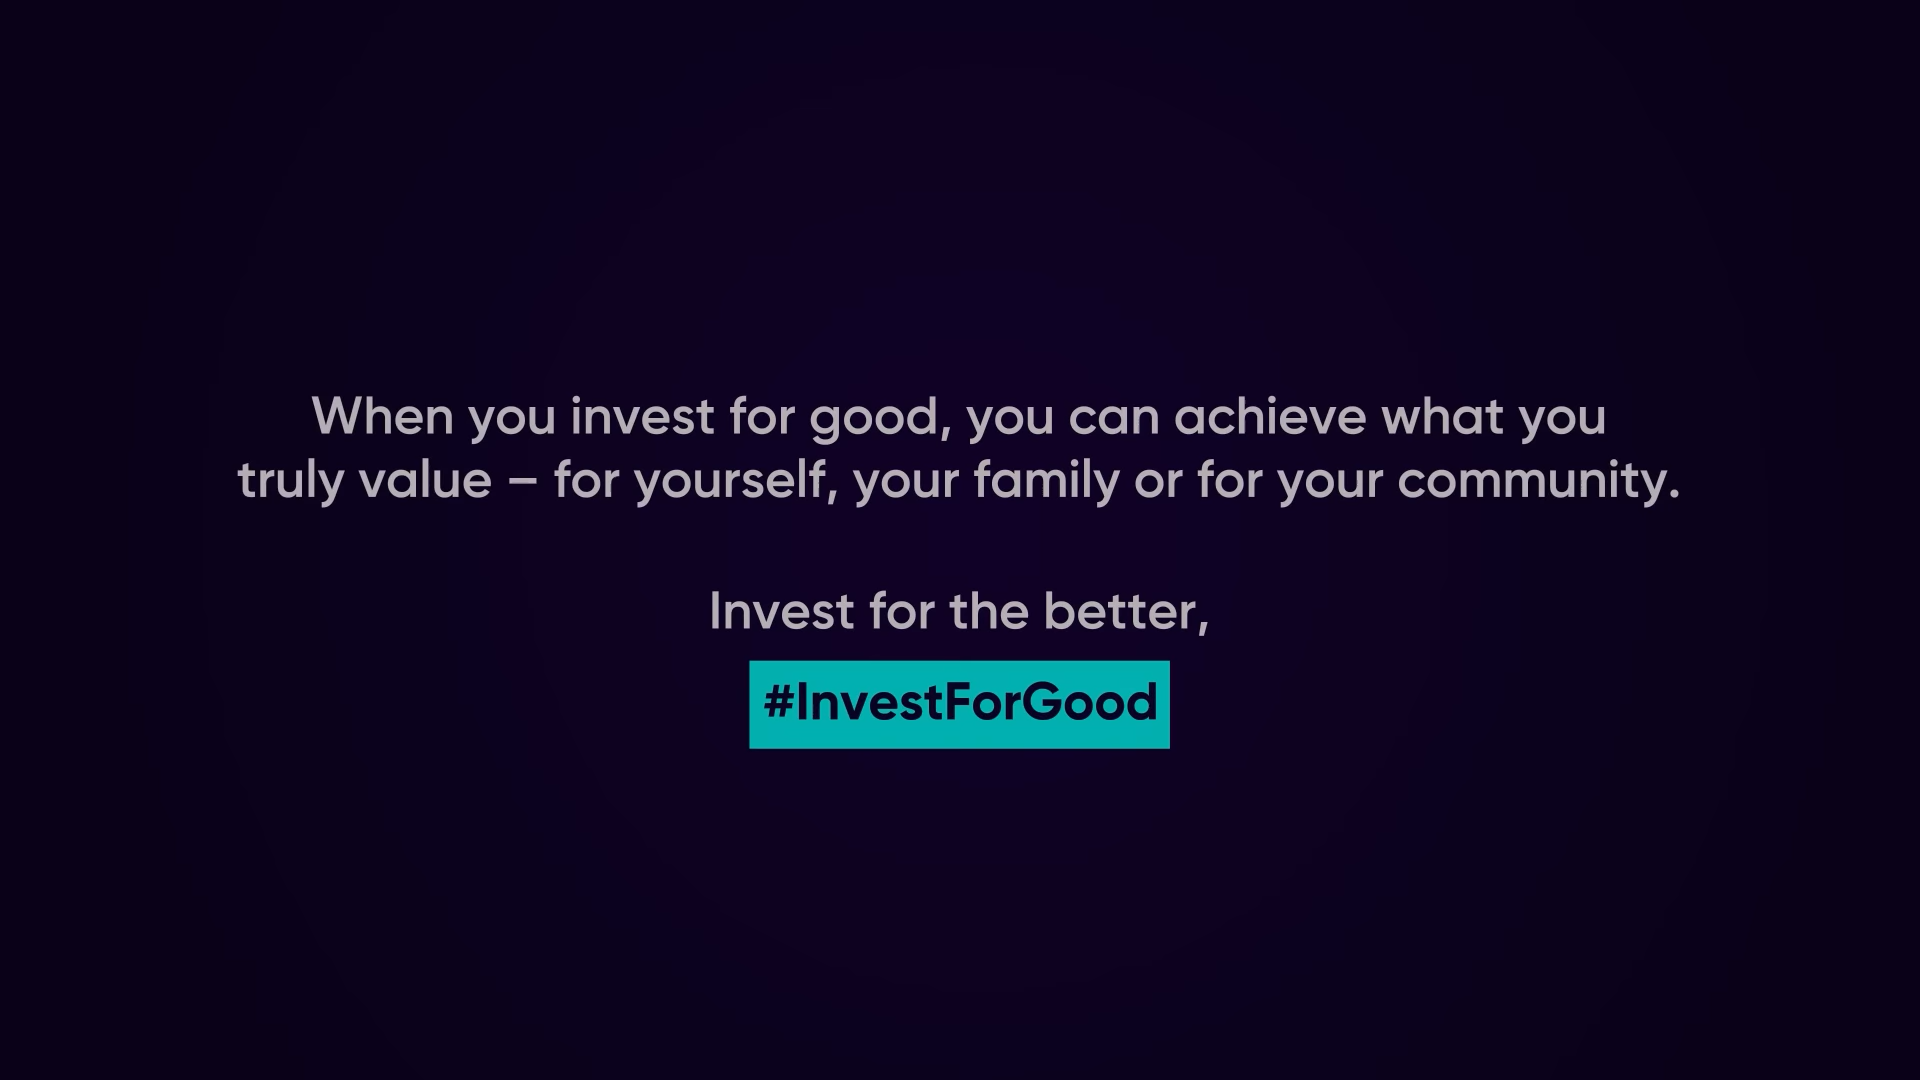 When you invest for good, you can achieve what you
truly value – for yourself, your family or for your community.
Invest for the better,
#InvestForGood